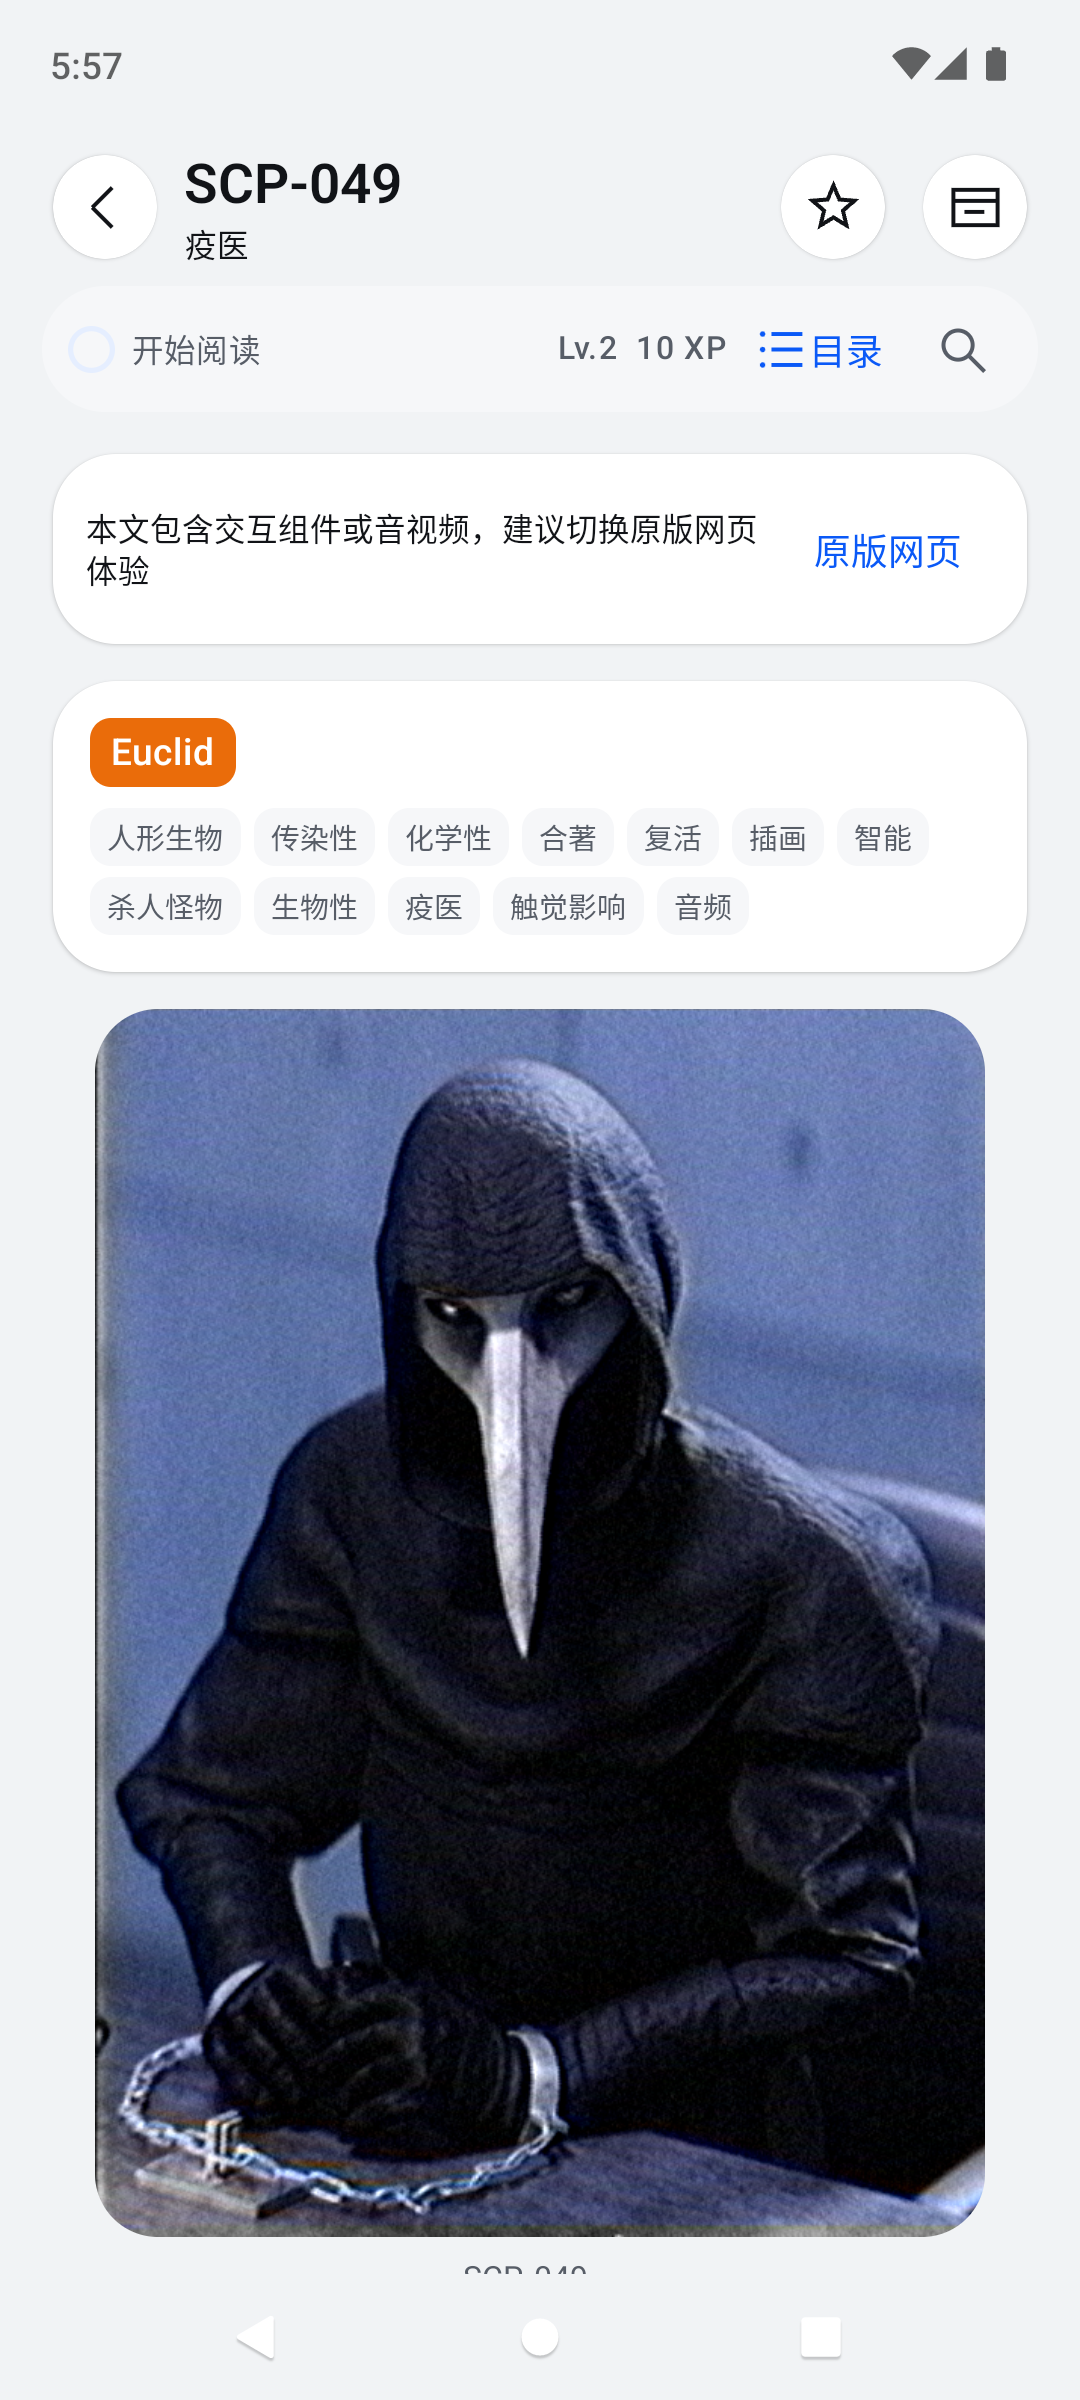 5:57
SCP-049
疫医
开始阅读
Lv.2 10 XP
目录
本文包含交互组件或音视频，建议切换原版网页
体验
原版网页
Euclid
人形生物 传染性 化学性 合著 复活 插画 智能
杀人怪物 生物性 疫医 触觉影响 音频
SCP-049